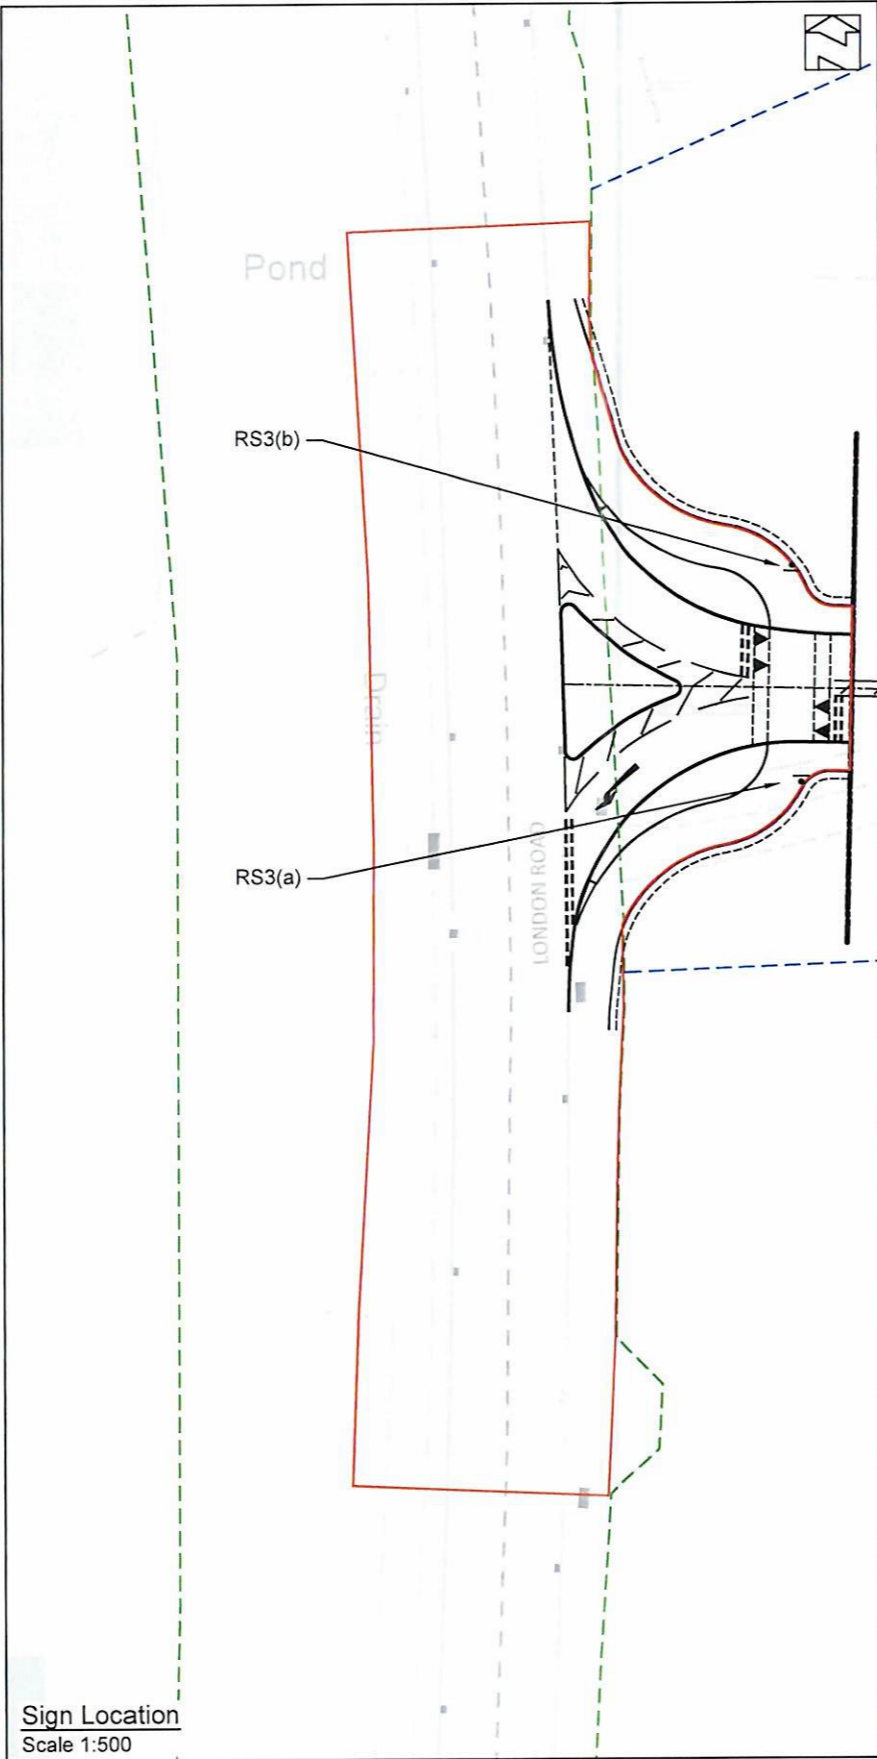 N
Pond
RS3(b)
Drain
RS3(a)
LONDON ROAD
Sign Location
Scale 1:500